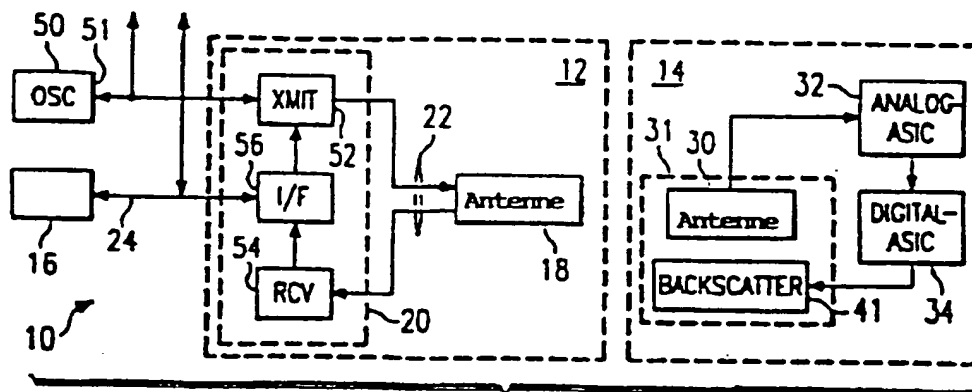 50
51
OSC
16
24
10
XMIT
52
56
I/F
54
RCV
20
22
12
Antenne
18
14
32
ANALOG-
ASIC
31
30
Antenne
DIGITAL-
ASIC
34
BACKSCATTER
41